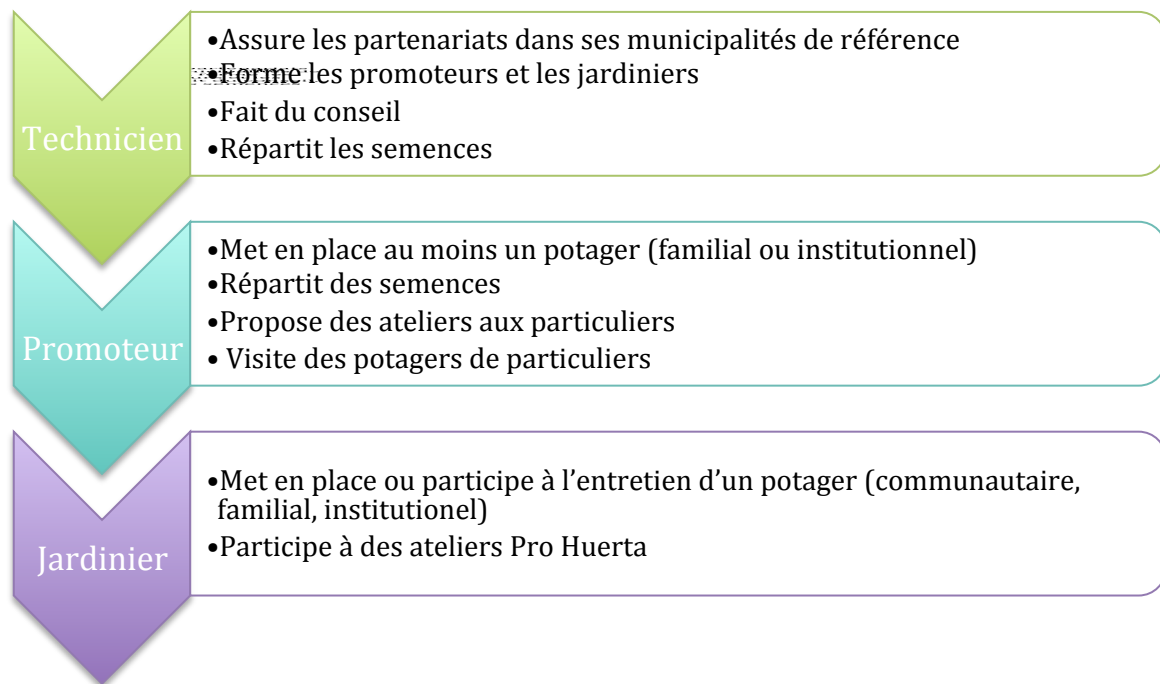 Technicien
•Assure les partenariats dans ses municipalités de référence
•Forme les promoteurs et les jardiniers
•Fait du conseil
•Répartit les semences
Promoteur
•Met en place au moins un potager (familial ou institutionnel)
•Répartit des semences
•Propose des ateliers aux particuliers
• Visite des potagers de particuliers
Jardinier
•Met en place ou participe à l’entretien d’un potager (communautaire,
familial, institutionel)
•Participe à des ateliers Pro Huerta